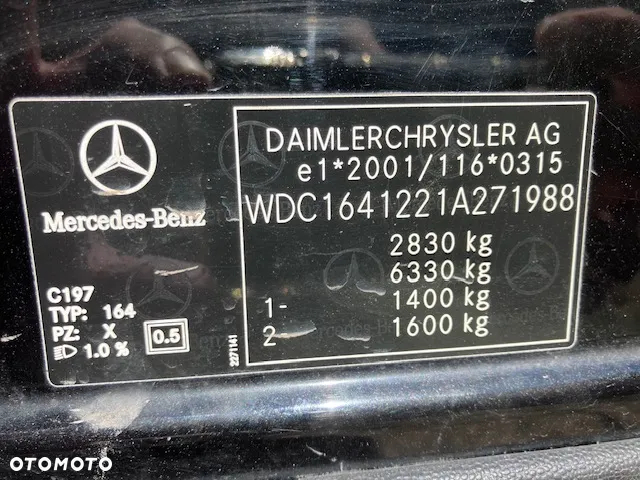 Mercedes-Benz
C197
TYP: 164
PZ: X
1.0 %
0.5
2271141
DAIMLERCHRYSLER AG
e1*2001/116*0315
WDC1641221A271988
2830 kg
6330 kg
1- 1400 kg
2 1600 kg
OTOMOTO